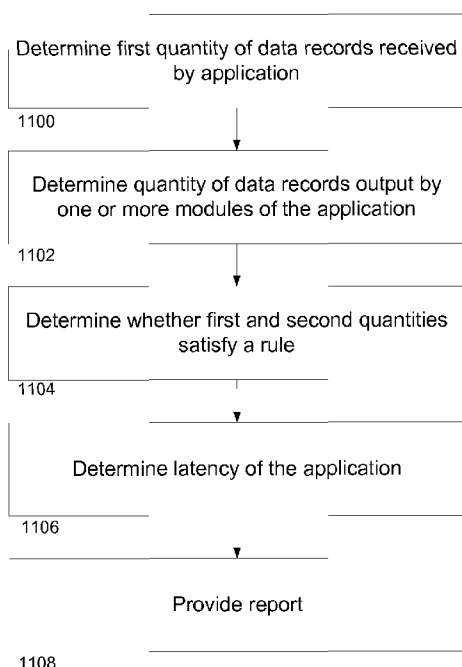 Determine first quantity of data records received
by application
1100
Determine quantity of data records output by
one or more modules of the application
1102
Determine whether first and second quantities
satisfy a rule
1104
Determine latency of the application
1106
Provide report
1108